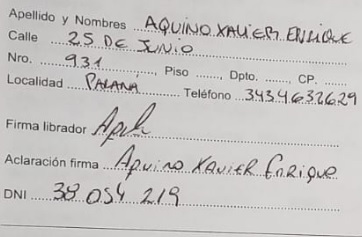 Apellido y Nombres AQUINO XAVIER ENRIQUE
Calle 25 DE JUNIO
Nro. 931, Piso ......., Dpto. ......., CP. .......
Localidad PARANA Teléfono 3434632629
Firma librador
Aclaración firma AQUINO XAVIER ENRIQUE
DNI 38 054 219